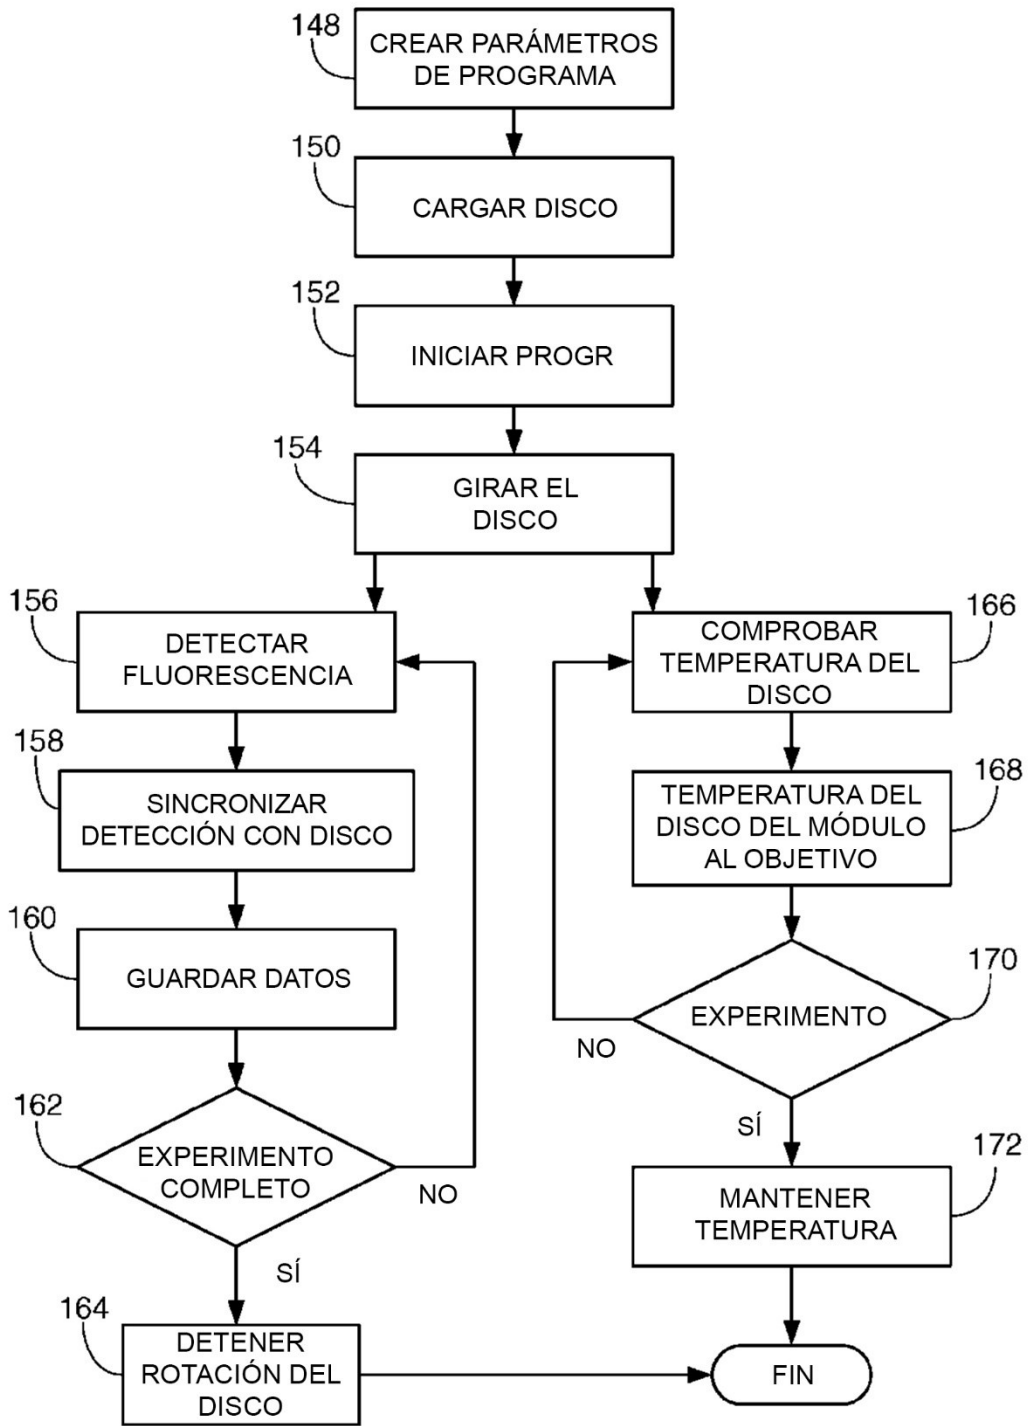 148
CREAR PARÁMETROS
DE PROGRAMA
150
CARGAR DISCO
152
INICIAR PROGR
154
GIRAR EL
DISCO
156
DETECTAR
FLUORESCENCIA
158
SINCRONIZAR
DETECCIÓN CON DISCO
160
GUARDAR DATOS
162
EXPERIMENTO
COMPLETO
NO
SÍ
164
DETENER
ROTACIÓN DEL
DISCO
166
COMPROBAR
TEMPERATURA DEL
DISCO
168
TEMPERATURA DEL
DISCO DEL MÓDULO
AL OBJETIVO
170
EXPERIMENTO
NO
SÍ
172
MANTENER
TEMPERATURA
FIN